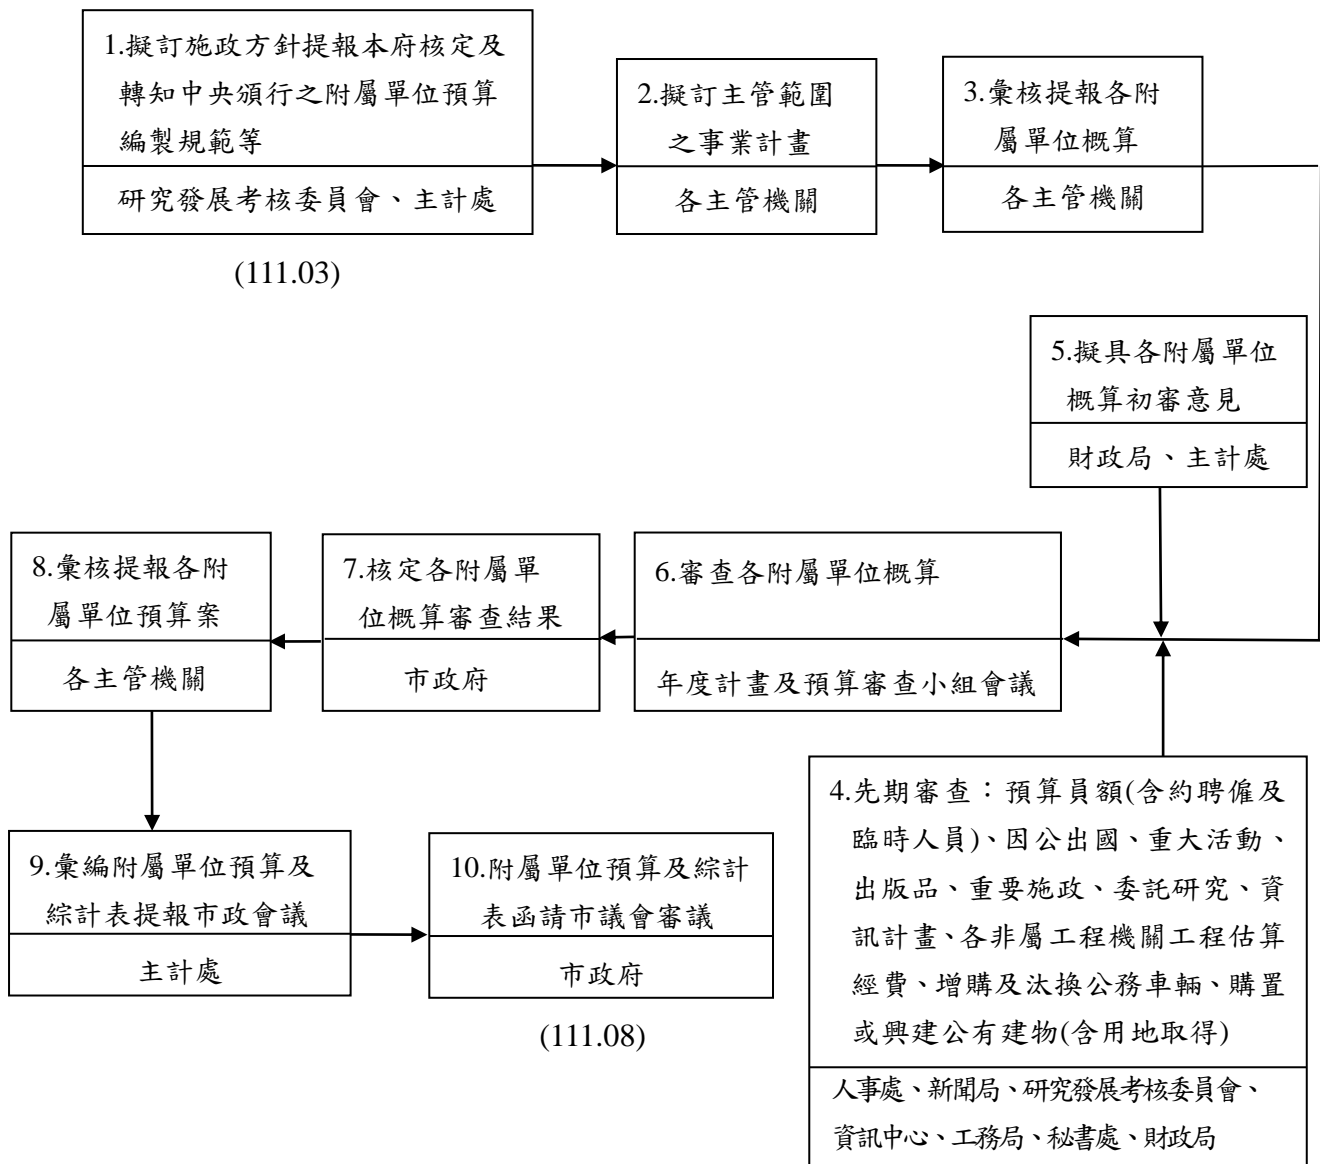 1.擬訂施政方針提報本府核定及
轉知中央頒行之附屬單位預算
編製規範等
研究發展考核委員會、主計處
(111.03)
2.擬訂主管範圍
之事業計畫
各主管機關
3.彙核提報各附
屬單位概算
各主管機關
5.擬具各附屬單位
概算初審意見
財政局、主計處
8.彙核提報各附
屬單位預算案
各主管機關
7.核定各附屬單
位概算審查結果
市政府
6.審查各附屬單位概算
年度計畫及預算審查小組會議
4.先期審查：預算員額(含約聘僱及
臨時人員)、因公出國、重大活動、
出版品、重要施政、委託研究、資
訊計畫、各非屬工程機關工程估算
經費、增購及汰換公務車輛、購置
或興建公有建物(含用地取得)
人事處、新聞局、研究發展考核委員會、
資訊中心、工務局、秘書處、財政局
9.彙編附屬單位預算及
綜計表提報市政會議
主計處
10.附屬單位預算及綜計
表函請市議會審議
市政府
(111.08)